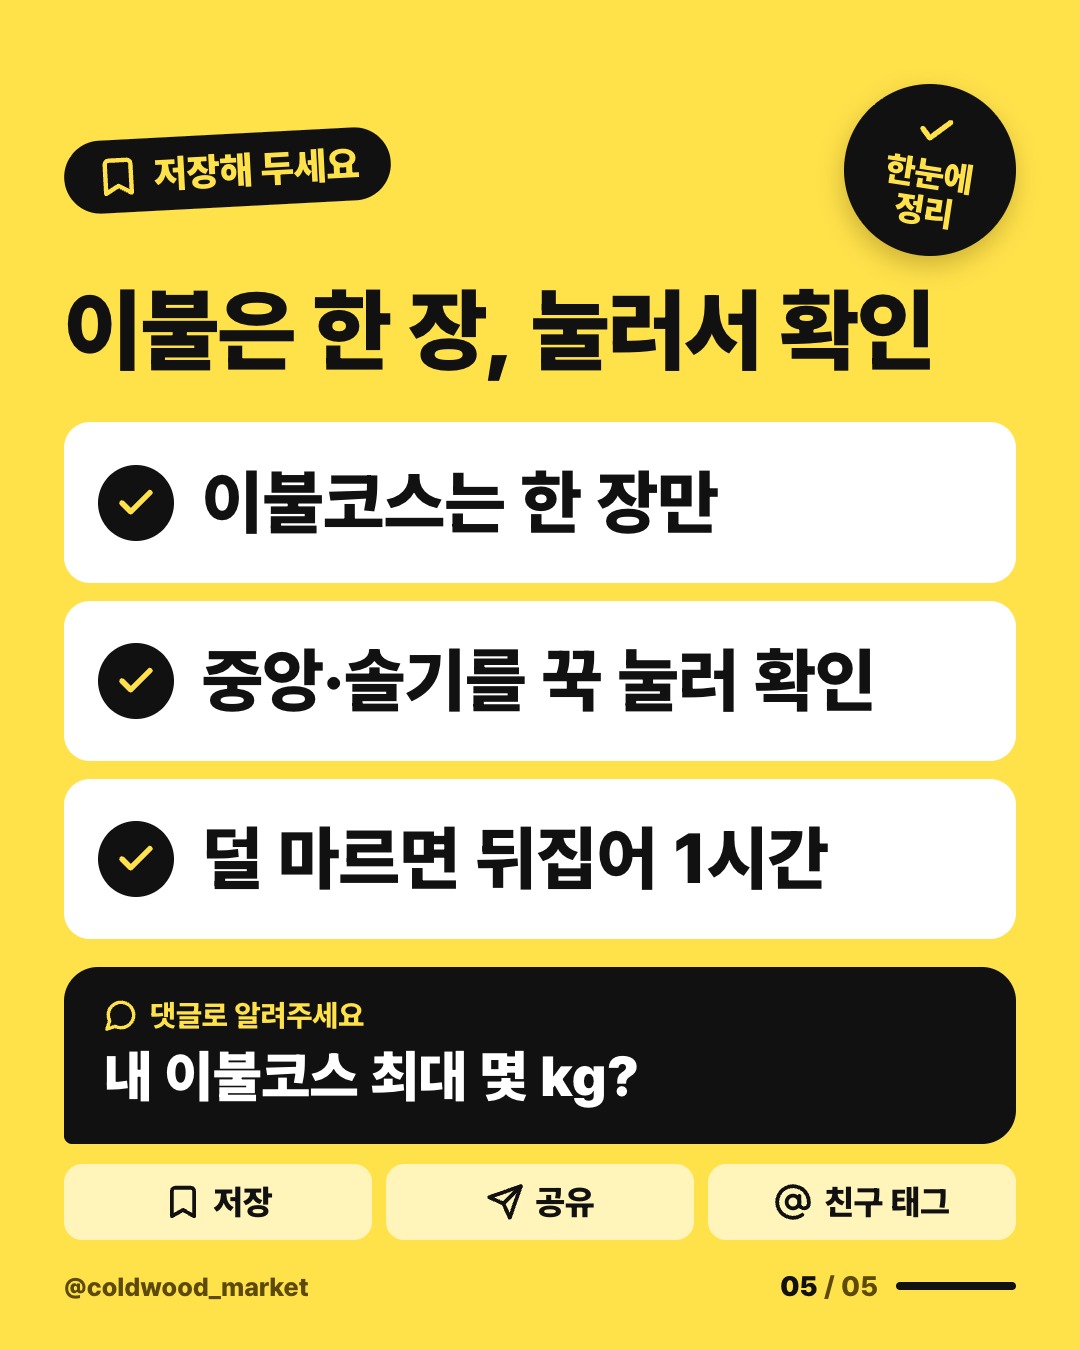 저장해 두세요
한눈에
정리
이불은 한 장, 눌러서 확인
이불코스는 한 장만
중앙·솔기를 꾹 눌러 확인
덜 마르면 뒤집어 1시간
댓글로 알려주세요
내 이불코스 최대 몇 kg?
저장
공유
친구 태그
@coldwood_market
05 / 05